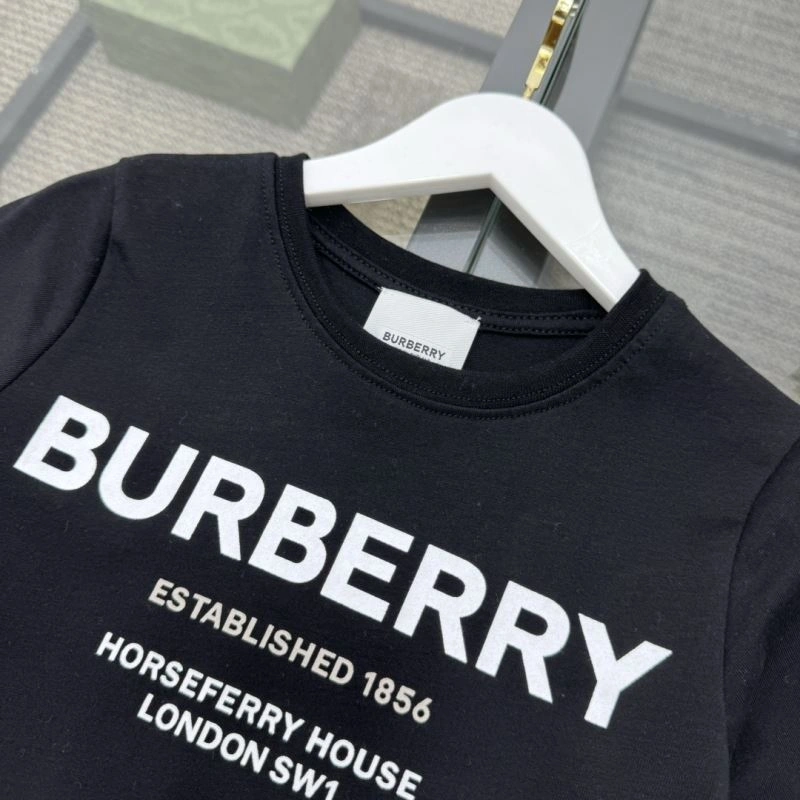 BURBERRY
BURBERRY
ESTABLISHED 1856
HORSEFERRY HOUSE
LONDON SW1